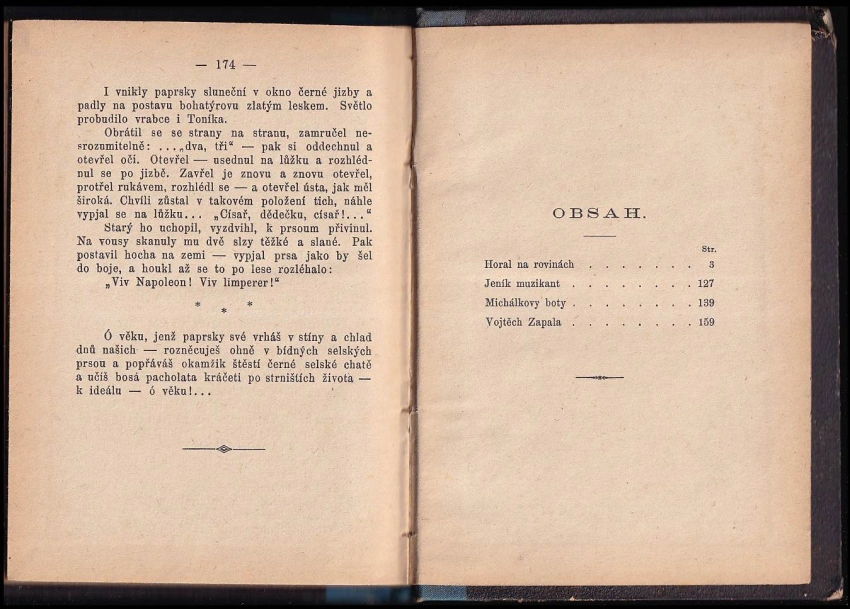 — 174 —
I vnikly paprsky sluneční v okno černé jizby a
padly na postavu bohatýrovu zlatým leskem. Světlo
probudilo vrabce i Toníka.
Obrátil se se strany na stranu, zamručel ne-
srozumitelně: ...„dva, tři“ — pak si oddechnul a
otevřel oči. Otevřel — usednul na lůžku a rozhléd-
nul se po jizbě. Zavřel je znovu a znovu otevřel,
protřel rukávem, rozhlédl se — a otevřel ústa, jak měl
široká. Chvíli zůstal v takovém položení tich, náhle
vypjal se na lůžku... „Císař, dědečku, císař!...“
Starý ho uchopil, vyzdvihl, k prsoum přivinul.
Na vousy skanuly mu dvě slzy těžké a slané. Pak
postavil hocha na zemi — vypjal prsa jako by šel
do boje, a houkl až se to po lese rozléhalo:
„Viv Napoleon! Viv limperer!“
* * *
Ó věku, jenž paprsky své vrháš v stíny a chlad
dnů našich — rozněcuješ ohně v bídných selských
prsou a popřáváš okamžik štěstí černé selské chatě
a učíš bosá pacholata kráčeti po strništích života —
k ideálu — ó věku!...
OBSAH.
Str.
Horal na rovinách . . . . . . . 3
Jeník muzikant . . . . . . . . 127
Michálkovy boty . . . . . . . . 139
Vojtěch Zapala . . . . . . . . 159